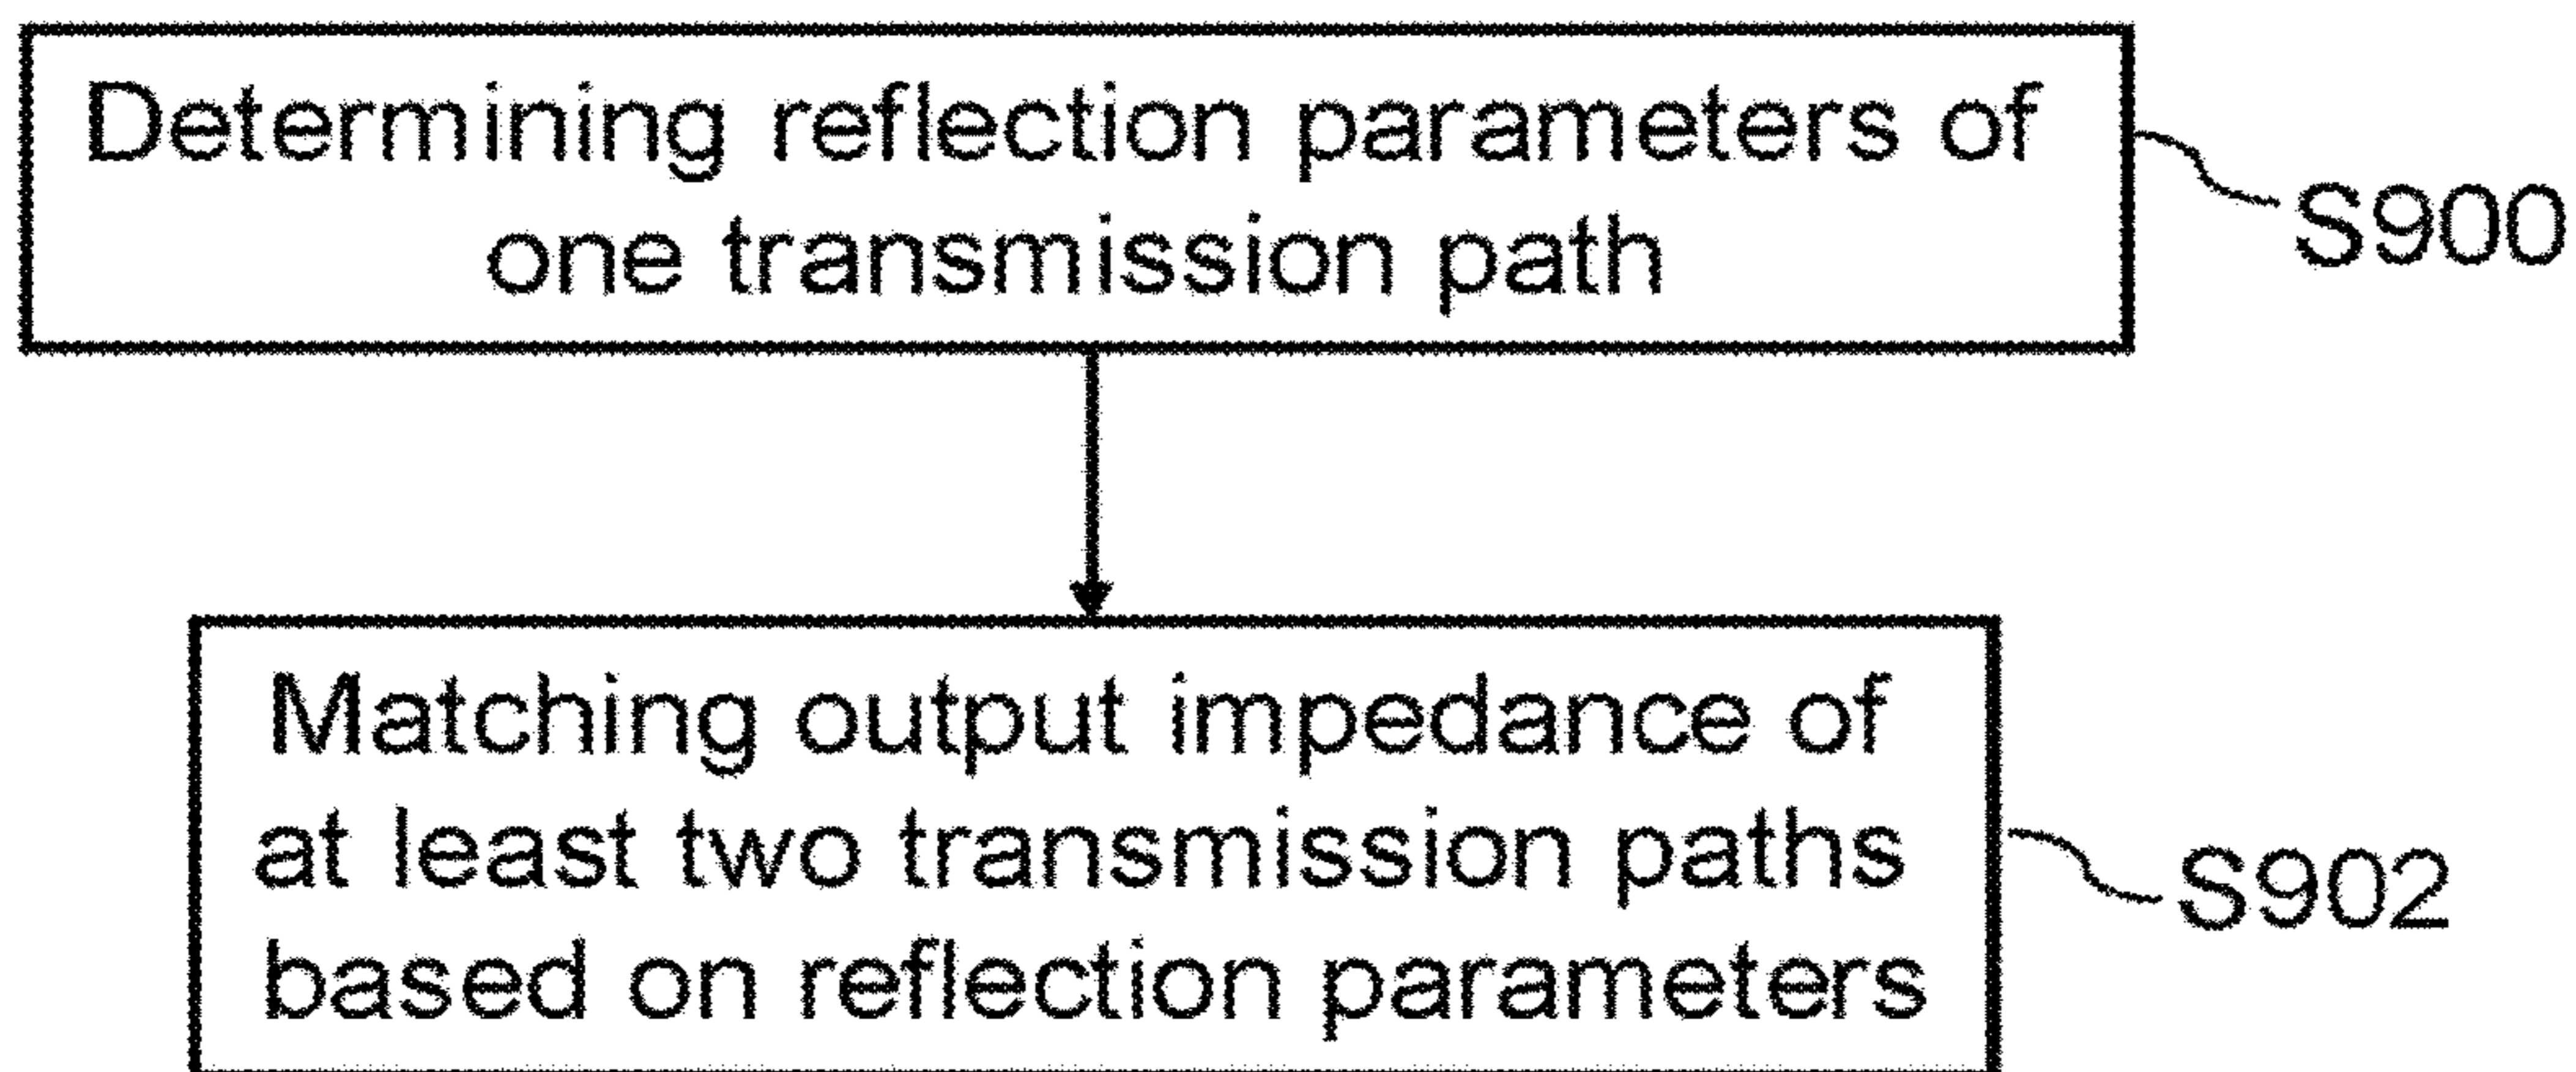 Determining reflection parameters of
one transmission path
S900
Matching output impedance of
at least two transmission paths
based on reflection parameters
S902